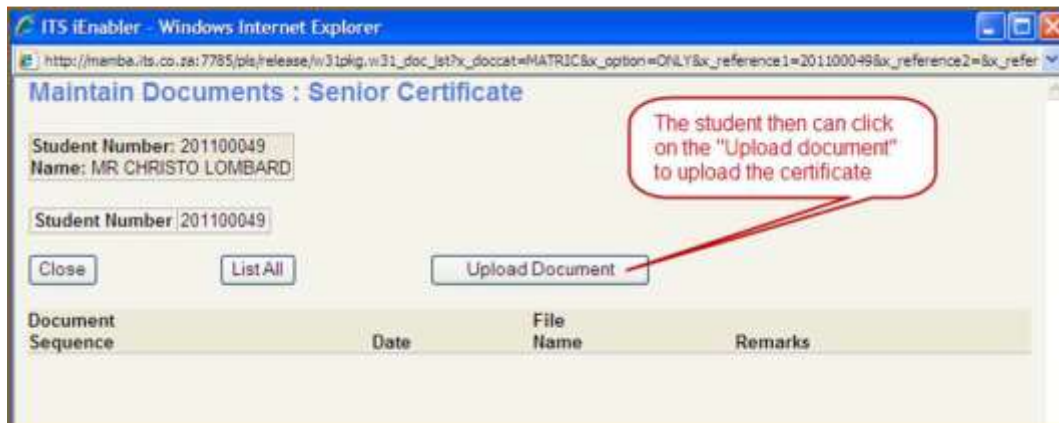 ITS iEnabler - Windows Internet Explorer
http://mamba.its.co.za:7785/pls/release/w31pkg.w31_doc_lst?x_doccat=MATRIC&x_option=ONLY&x_reference1=201100049&x_reference2=&x_refer
Maintain Documents : Senior Certificate
The student then can click
on the "Upload document"
to upload the certificate
Student Number: 201100049
Name: MR CHRISTO LOMBARD
Student Number 201100049
Close List All Upload Document
Document File
Sequence Date Name Remarks